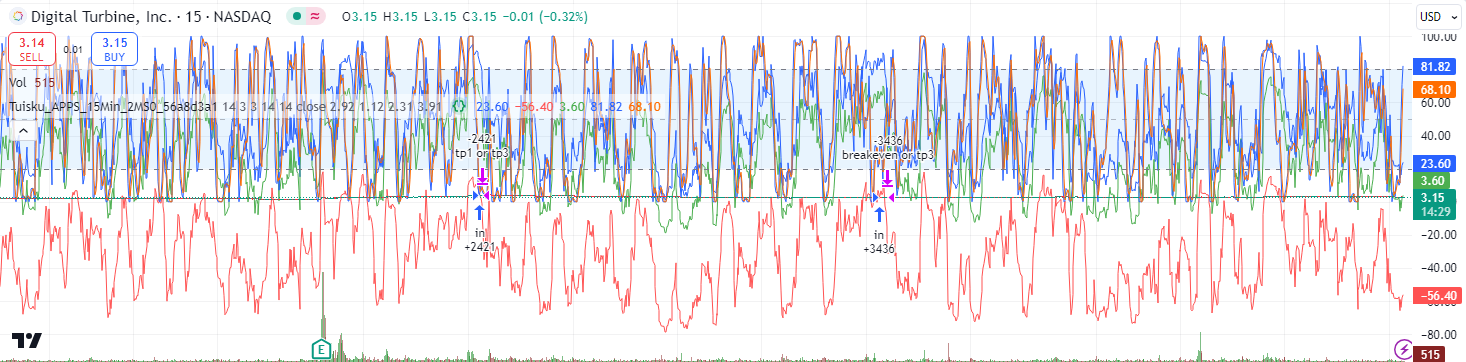 Digital Turbine, Inc. · 15 · NASDAQ O3.15 H3.15 L3.15 C3.15 −0.01 (−0.32%)
USD
3.14 SELL
0.01
3.15 BUY
Vol 515
Tuisku_APPS_15Min_2MS0_56a8d3a1 14 3 3 14 14 close 2.92 1.12 2.31 3.91 23.60 −56.40 3.60 81.82 68.10
100.00
81.82
68.10
60.00
40.00
23.60
3.60
3.15
14:29
−20.00
−40.00
−56.40
−80.00
515
-2421
tp1 or tp3
in
+2421
-3436
breakeven or tp3
in
+3436
E